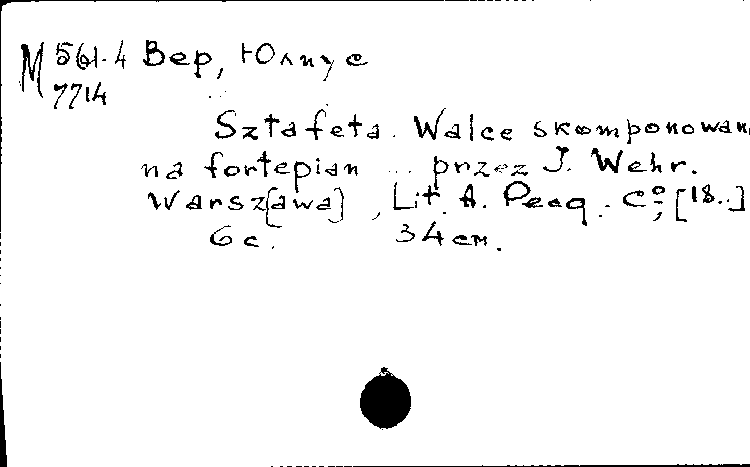 М 561-4 Вер, Юлиус
7714
Sztafeta. Walce skomponowan
na fortepian ... przez J. Wehr.
Warsz[awa], Lit. A. Pecq. Cº, [18..]
6 с. 34 см.